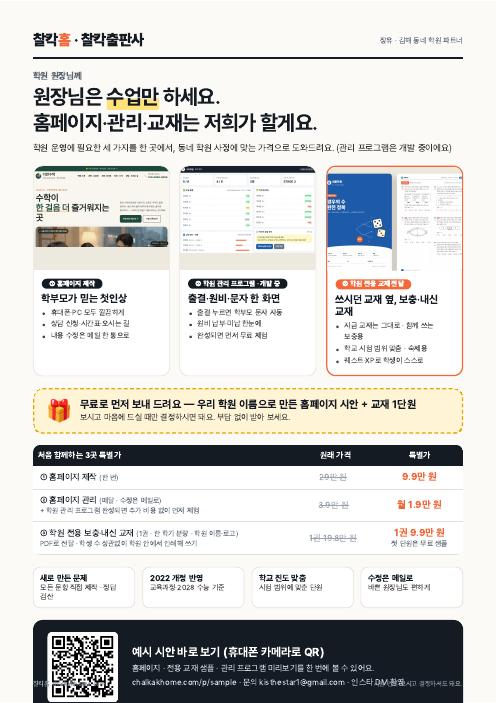 찰칵홈 · 찰칵출판사
장유 · 김해 동네 학원 파트너
학원 원장님께
원장님은 수업만 하세요.
홈페이지·관리·교재는 저희가 할게요.
학원 운영에 필요한 세 가지를 한 곳에서, 동네 학원 사정에 맞는 가격으로 도와드려요. (관리 프로그램은 개발 중이에요)
수학이
한 걸음 더 즐거워지는
곳
① 홈페이지 제작
학부모가 믿는 첫인상
휴대폰·PC 모두 깔끔하게
상담 신청·시간표·오시는 길
내용 수정은 메일 한 통으로
② 학원 관리 프로그램 · 개발 중
출결·원비·문자 한 화면
출결 누르면 학부모 문자 자동
원비 납부·미납 한눈에
완성되면 먼저 무료 체험
③ 학원 전용 교재 전달
쓰시던 교재 옆, 보충·내신
교재
지금 교재는 그대로 · 함께 쓰는
보충용
학교 시험 범위 맞춤 · 숙제용
퀘스트·XP로 학생이 스스로
무료로 먼저 보내 드려요 — 우리 학원 이름으로 만든 홈페이지 시안 + 교재 1단원
보시고 마음에 드실 때만 결정하시면 돼요. 부담 없이 받아 보세요.
처음 함께하는 3곳 특별가
원래 가격
특별가
① 홈페이지 제작 (한 번)
29만 원
9.9만 원
② 홈페이지 관리 (매달 · 수정은 메일로)
+ 학원 관리 프로그램 완성되면 추가 비용 없이 먼저 체험
3.9만 원
월 1.9만 원
③ 학원 전용 보충·내신 교재 (1권 · 한 학기 분량 · 학원 이름·로고)
PDF로 전달 · 학생 수 상관없이 학원 안에서 인쇄해 쓰기
1권 19.8만 원
1권 9.9만 원
첫 단원은 무료 샘플
새로 만든 문제
모든 문항 직접 제작 · 정답
검산
2022 개정 반영
교육과정·2028 수능 기준
학교 진도 맞춤
시험 범위에 맞춘 단원
수정은 메일로
바쁜 원장님도 편하게
예시 시안 바로 보기 (휴대폰 카메라로 QR)
홈페이지 · 전용 교재 샘플 · 관리 프로그램 미리보기를 한 번에 볼 수 있어요.
chalkakhome.com/p/sample · 문의 kisthestar1@gmail.com · 인스타 DM 환영